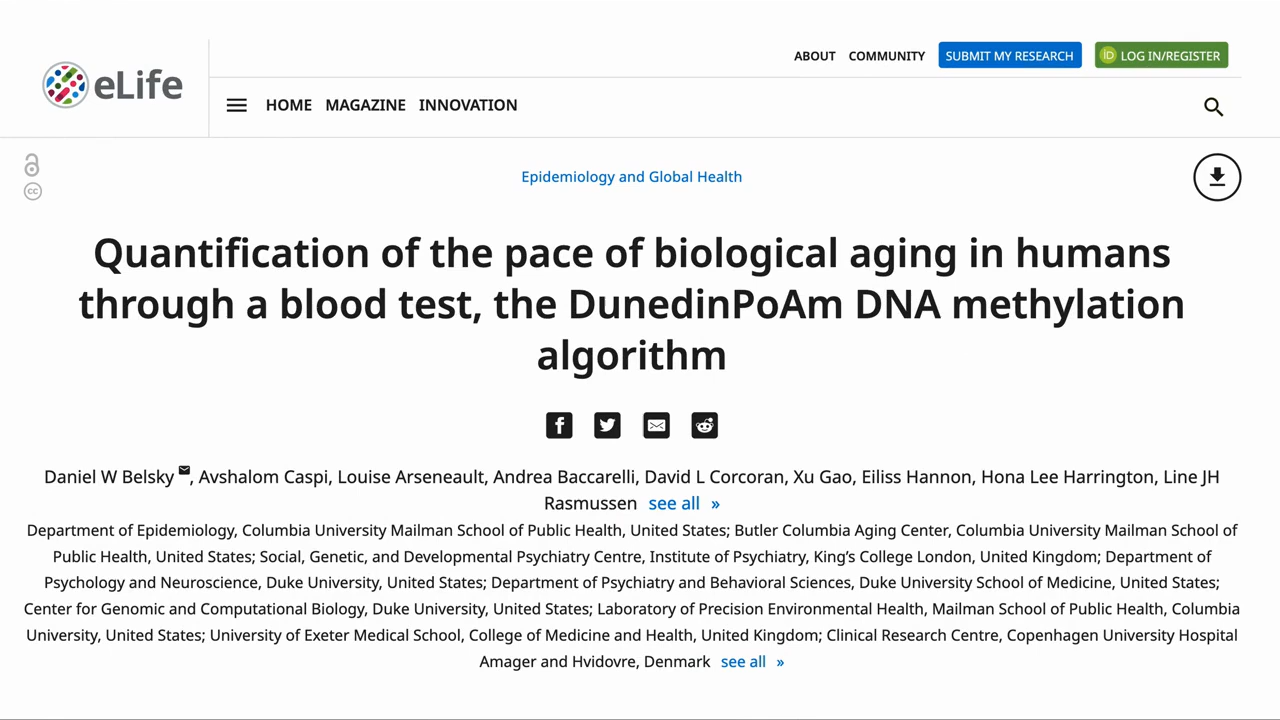 ABOUT COMMUNITY SUBMIT MY RESEARCH iD LOG IN/REGISTER
eLife
HOME MAGAZINE INNOVATION
cc
Epidemiology and Global Health
Quantification of the pace of biological aging in humans
through a blood test, the DunedinPoAm DNA methylation
algorithm
Daniel W Belsky, Avshalom Caspi, Louise Arseneault, Andrea Baccarelli, David L Corcoran, Xu Gao, Eiliss Hannon, Hona Lee Harrington, Line JH
Rasmussen see all »
Department of Epidemiology, Columbia University Mailman School of Public Health, United States; Butler Columbia Aging Center, Columbia University Mailman School of
Public Health, United States; Social, Genetic, and Developmental Psychiatry Centre, Institute of Psychiatry, King’s College London, United Kingdom; Department of
Psychology and Neuroscience, Duke University, United States; Department of Psychiatry and Behavioral Sciences, Duke University School of Medicine, United States;
Center for Genomic and Computational Biology, Duke University, United States; Laboratory of Precision Environmental Health, Mailman School of Public Health, Columbia
University, United States; University of Exeter Medical School, College of Medicine and Health, United Kingdom; Clinical Research Centre, Copenhagen University Hospital
Amager and Hvidovre, Denmark see all »